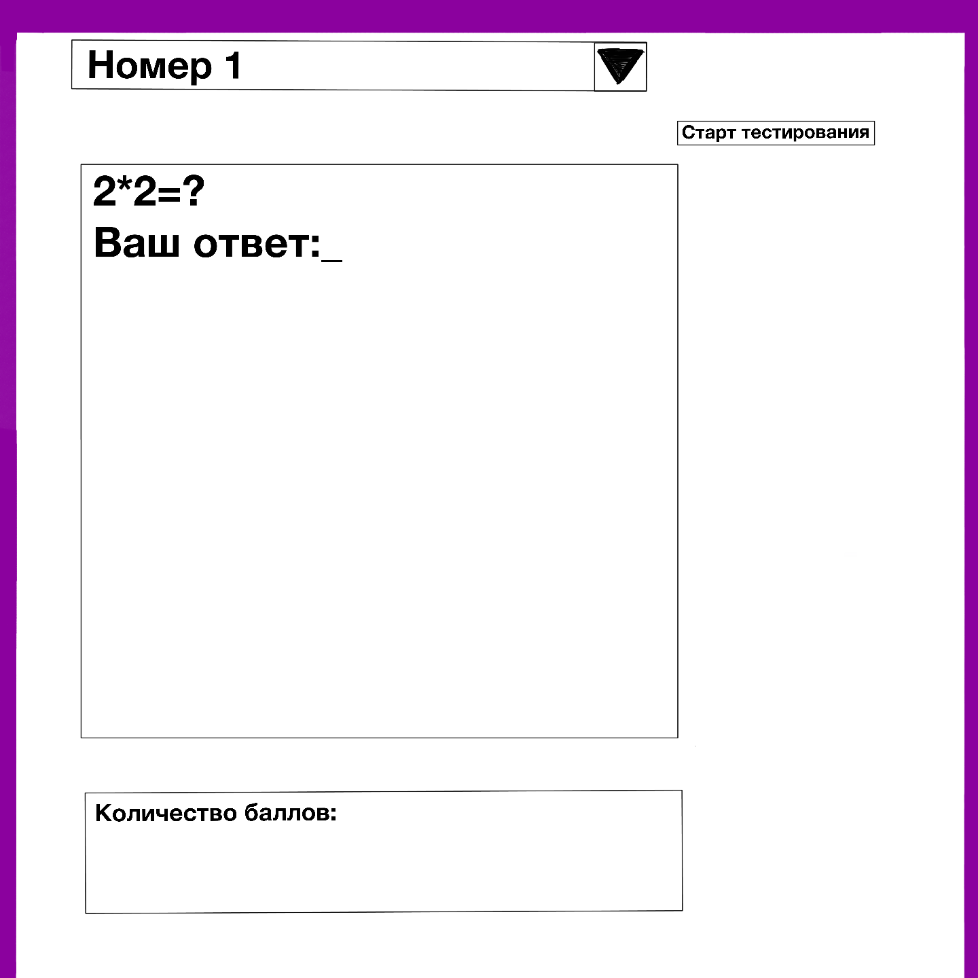 Номер 1
Старт тестирования
2*2=?
Ваш ответ:_
Количество баллов: